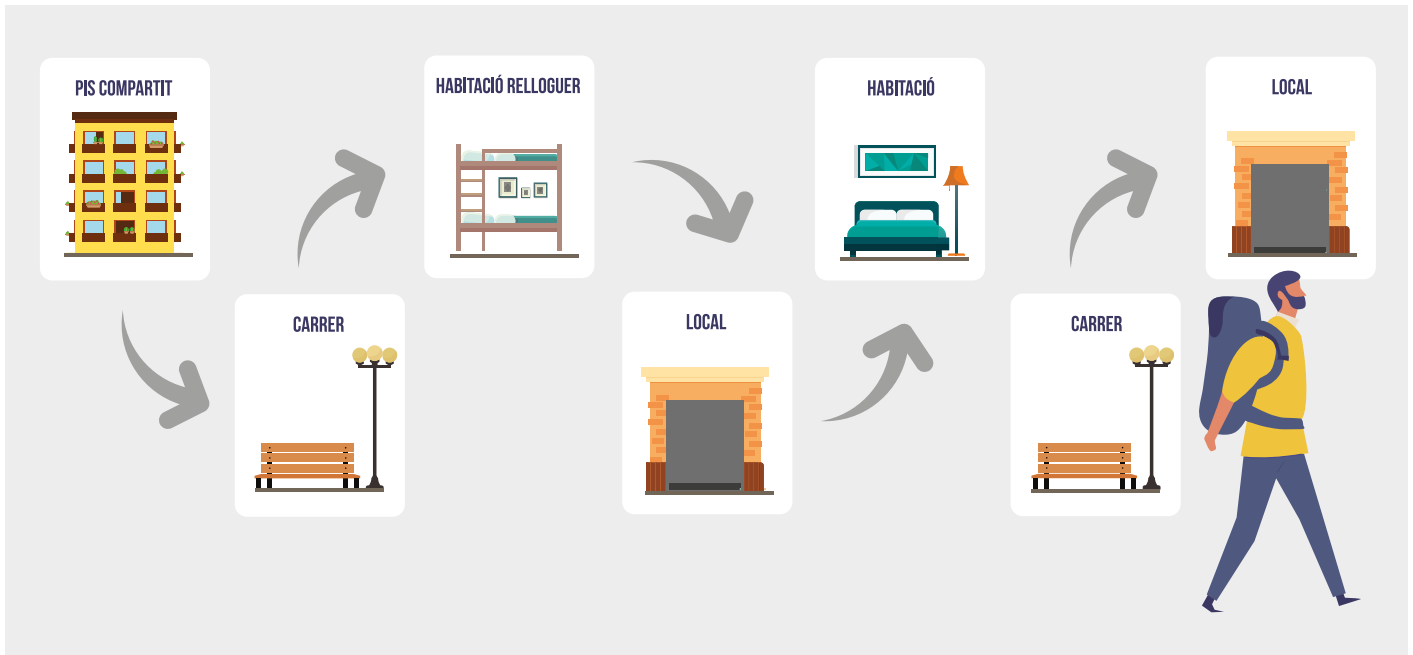 PIS COMPARTIT
CARRER
HABITACIÓ RELLOGUER
LOCAL
HABITACIÓ
CARRER
LOCAL